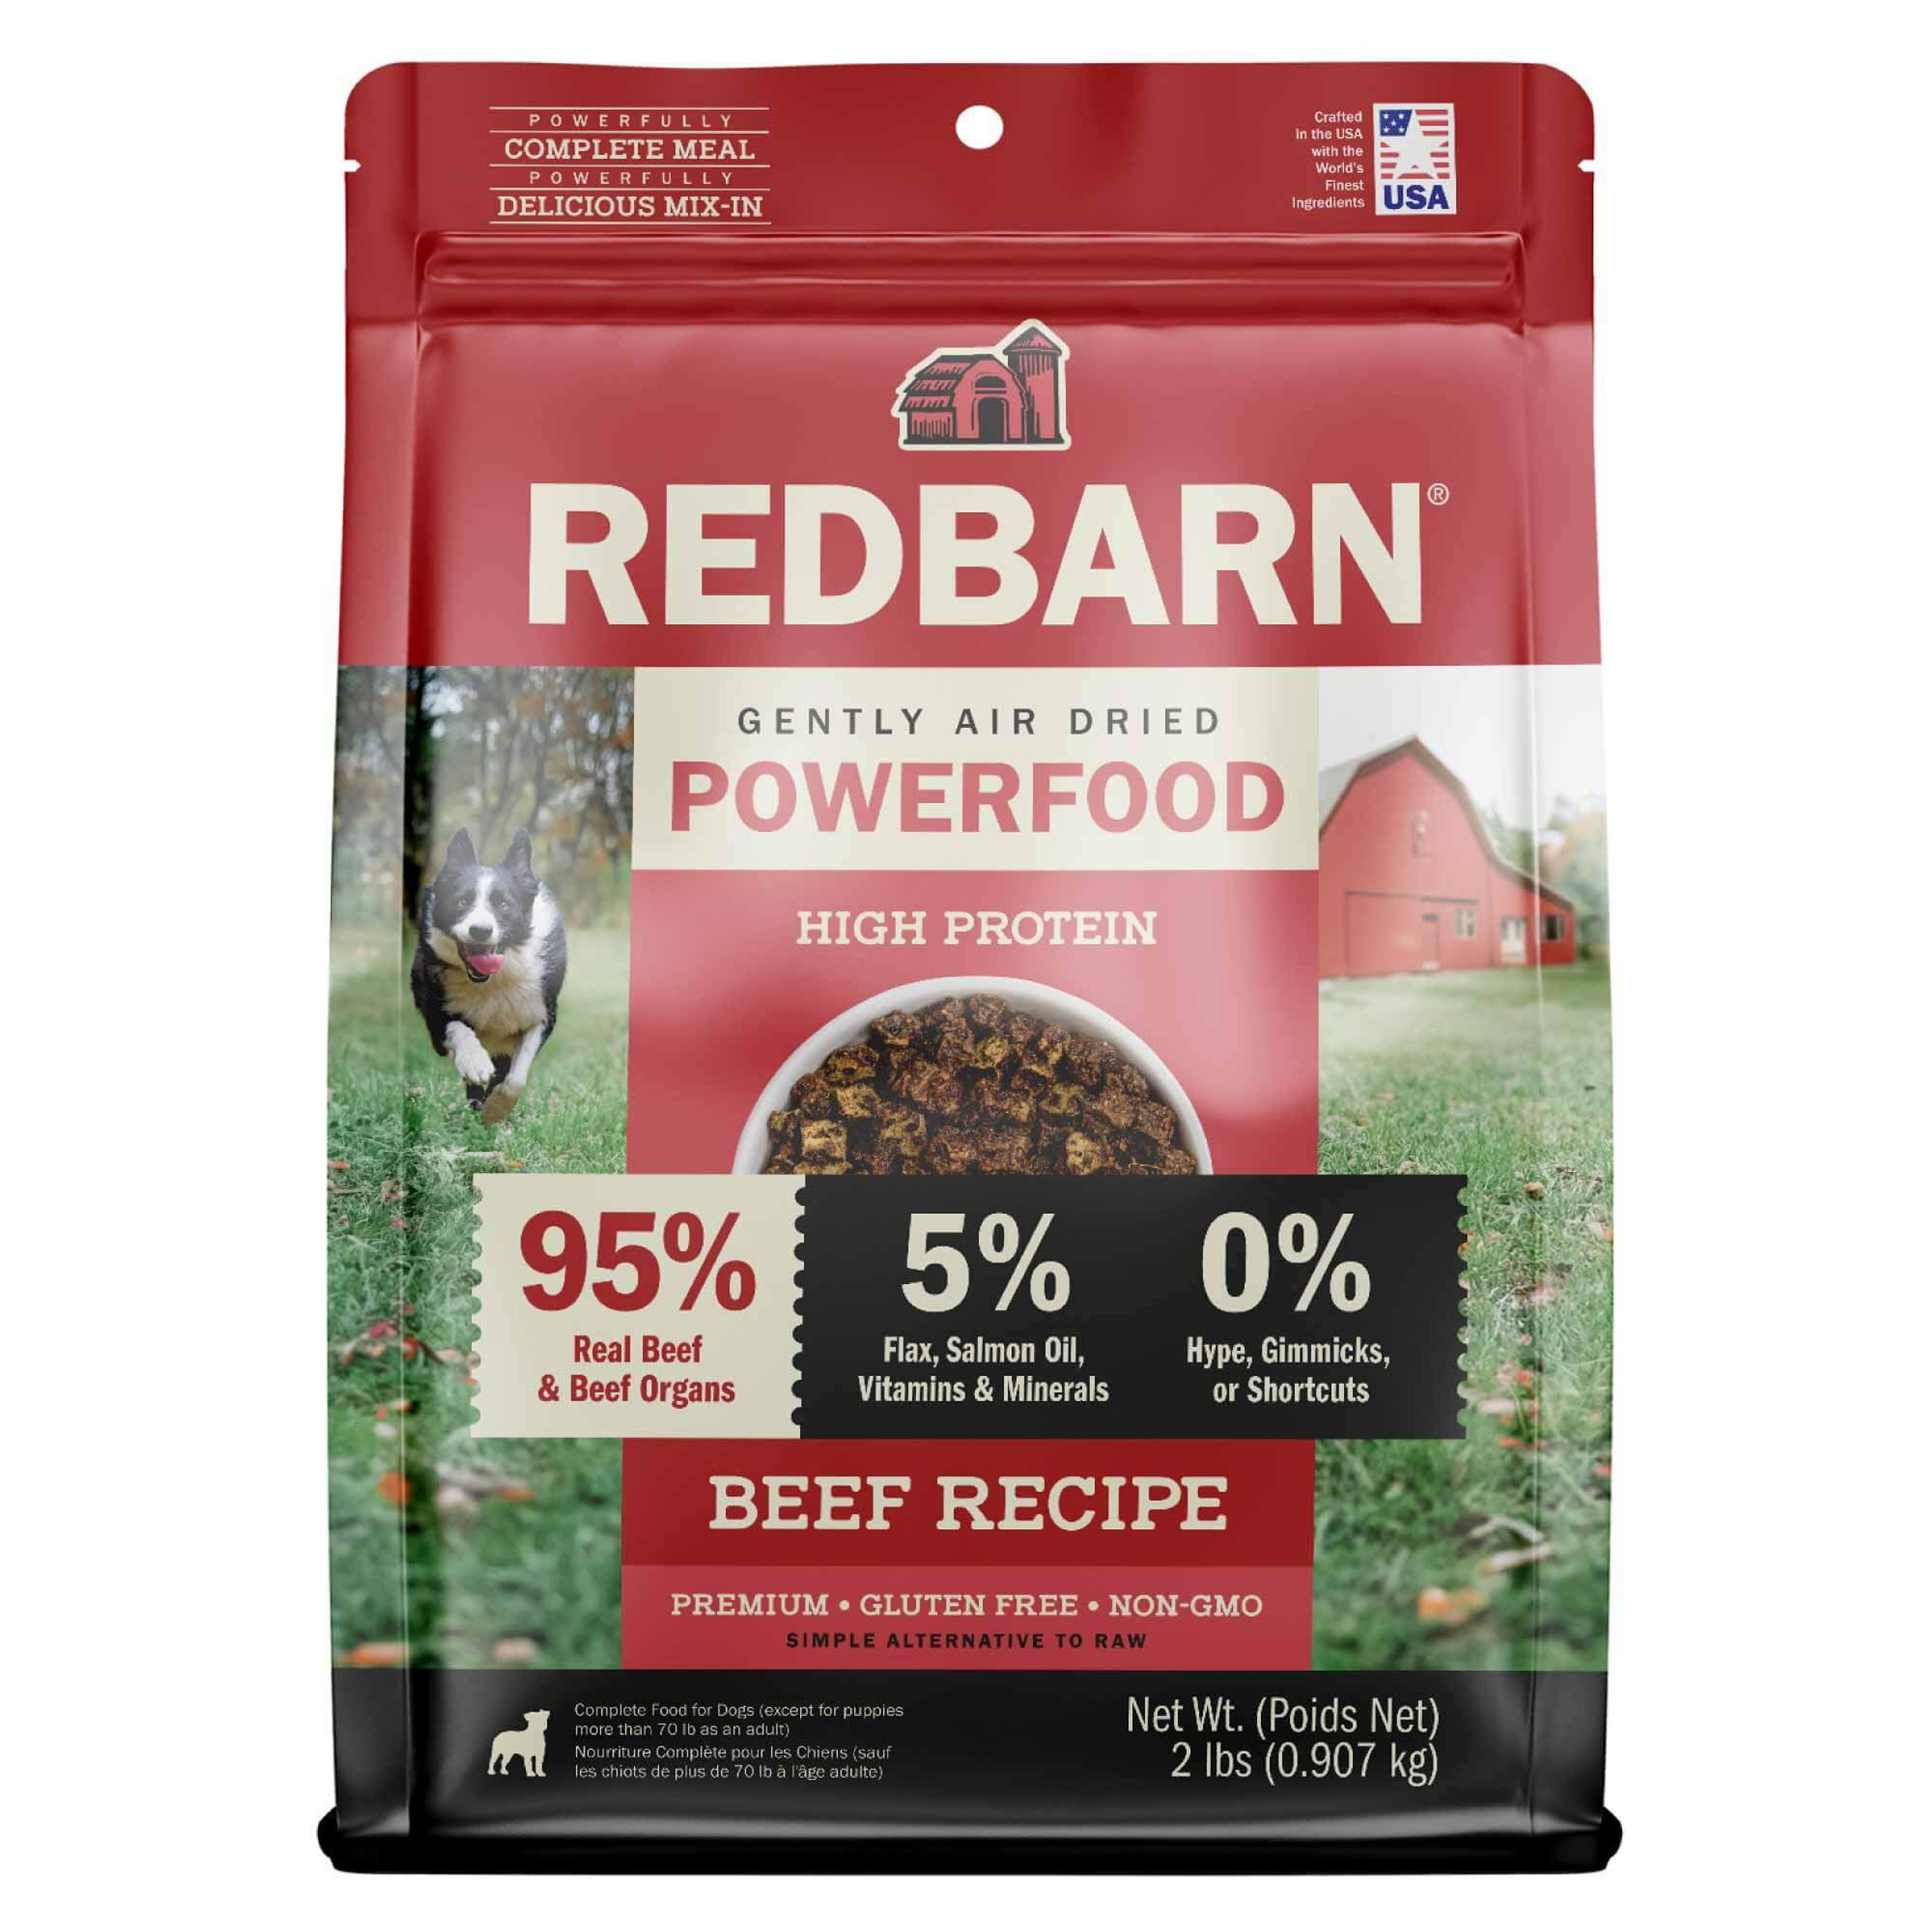 POWERFULLY
COMPLETE MEAL
POWERFULLY
DELICIOUS MIX-IN
Crafted
in the USA
with the
World's
Finest
Ingredients
USA
REDBARN®
GENTLY AIR DRIED
POWERFOOD
HIGH PROTEIN
95%
Real Beef
& Beef Organs
5%
Flax, Salmon Oil,
Vitamins & Minerals
0%
Hype, Gimmicks,
or Shortcuts
BEEF RECIPE
PREMIUM • GLUTEN FREE • NON-GMO
SIMPLE ALTERNATIVE TO RAW
Complete Food for Dogs (except for puppies
more than 70 lb as an adult)
Nourriture Complète pour les Chiens (sauf
les chiots de plus de 70 lb à l'âge adulte)
Net Wt. (Poids Net)
2 lbs (0.907 kg)